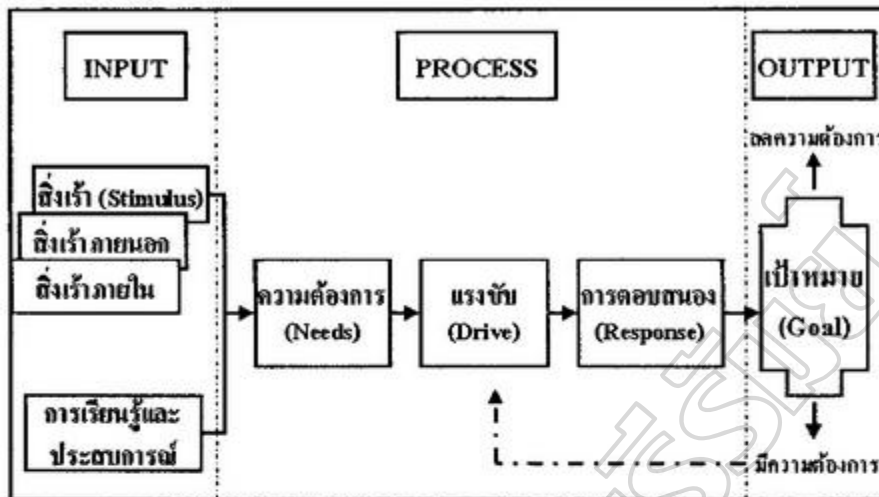 INPUT
PROCESS
OUTPUT
ลดความต้องการ
สิ่งเร้า (Stimulus)
สิ่งเร้าภายนอก
สิ่งเร้าภายใน
ความต้องการ
(Needs)
แรงขับ
(Drive)
การตอบสนอง
(Response)
เป้าหมาย
(Goal)
การเรียนรู้และ
ประสบการณ์
มีความต้องการ